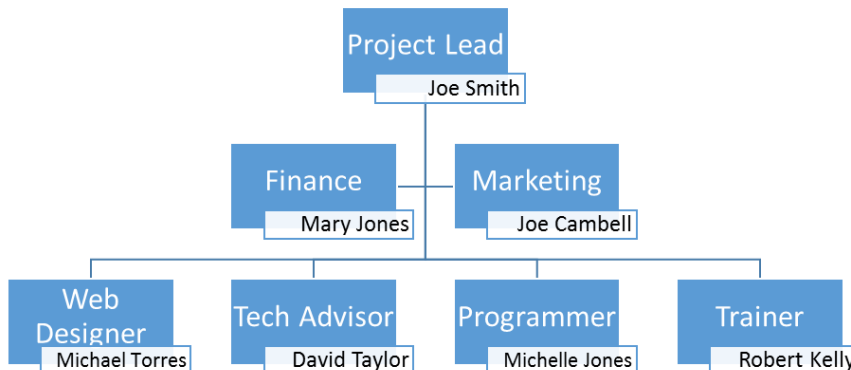 Project Lead
Joe Smith
Finance
Marketing
Mary Jones
Joe Cambell
Web
Designer
Tech Advisor
Programmer
Trainer
Michael Torres
David Taylor
Michelle Jones
Robert Kelly